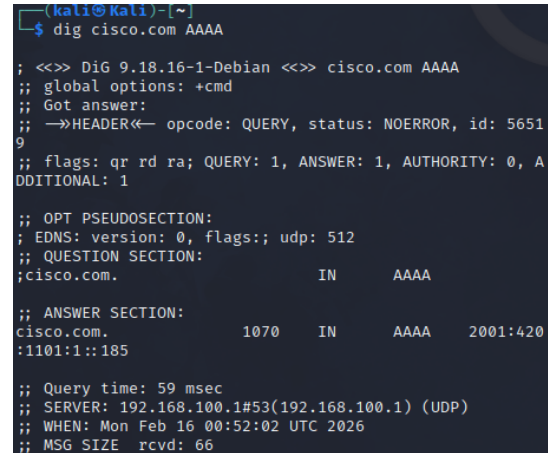 ┌──(kali㉿Kali)-[~]
└─$ dig cisco.com AAAA
; <<>> DiG 9.18.16-1-Debian <<>> cisco.com AAAA
;; global options: +cmd
;; Got answer:
;; ->>HEADER<<- opcode: QUERY, status: NOERROR, id: 5651
9
;; flags: qr rd ra; QUERY: 1, ANSWER: 1, AUTHORITY: 0, A
DDITIONAL: 1
;; OPT PSEUDOSECTION:
; EDNS: version: 0, flags:; udp: 512
;; QUESTION SECTION:
;cisco.com. IN AAAA
;; ANSWER SECTION:
cisco.com. 1070 IN AAAA 2001:420
:1101:1::185
;; Query time: 59 msec
;; SERVER: 192.168.100.1#53(192.168.100.1) (UDP)
;; WHEN: Mon Feb 16 00:52:02 UTC 2026
;; MSG SIZE rcvd: 66